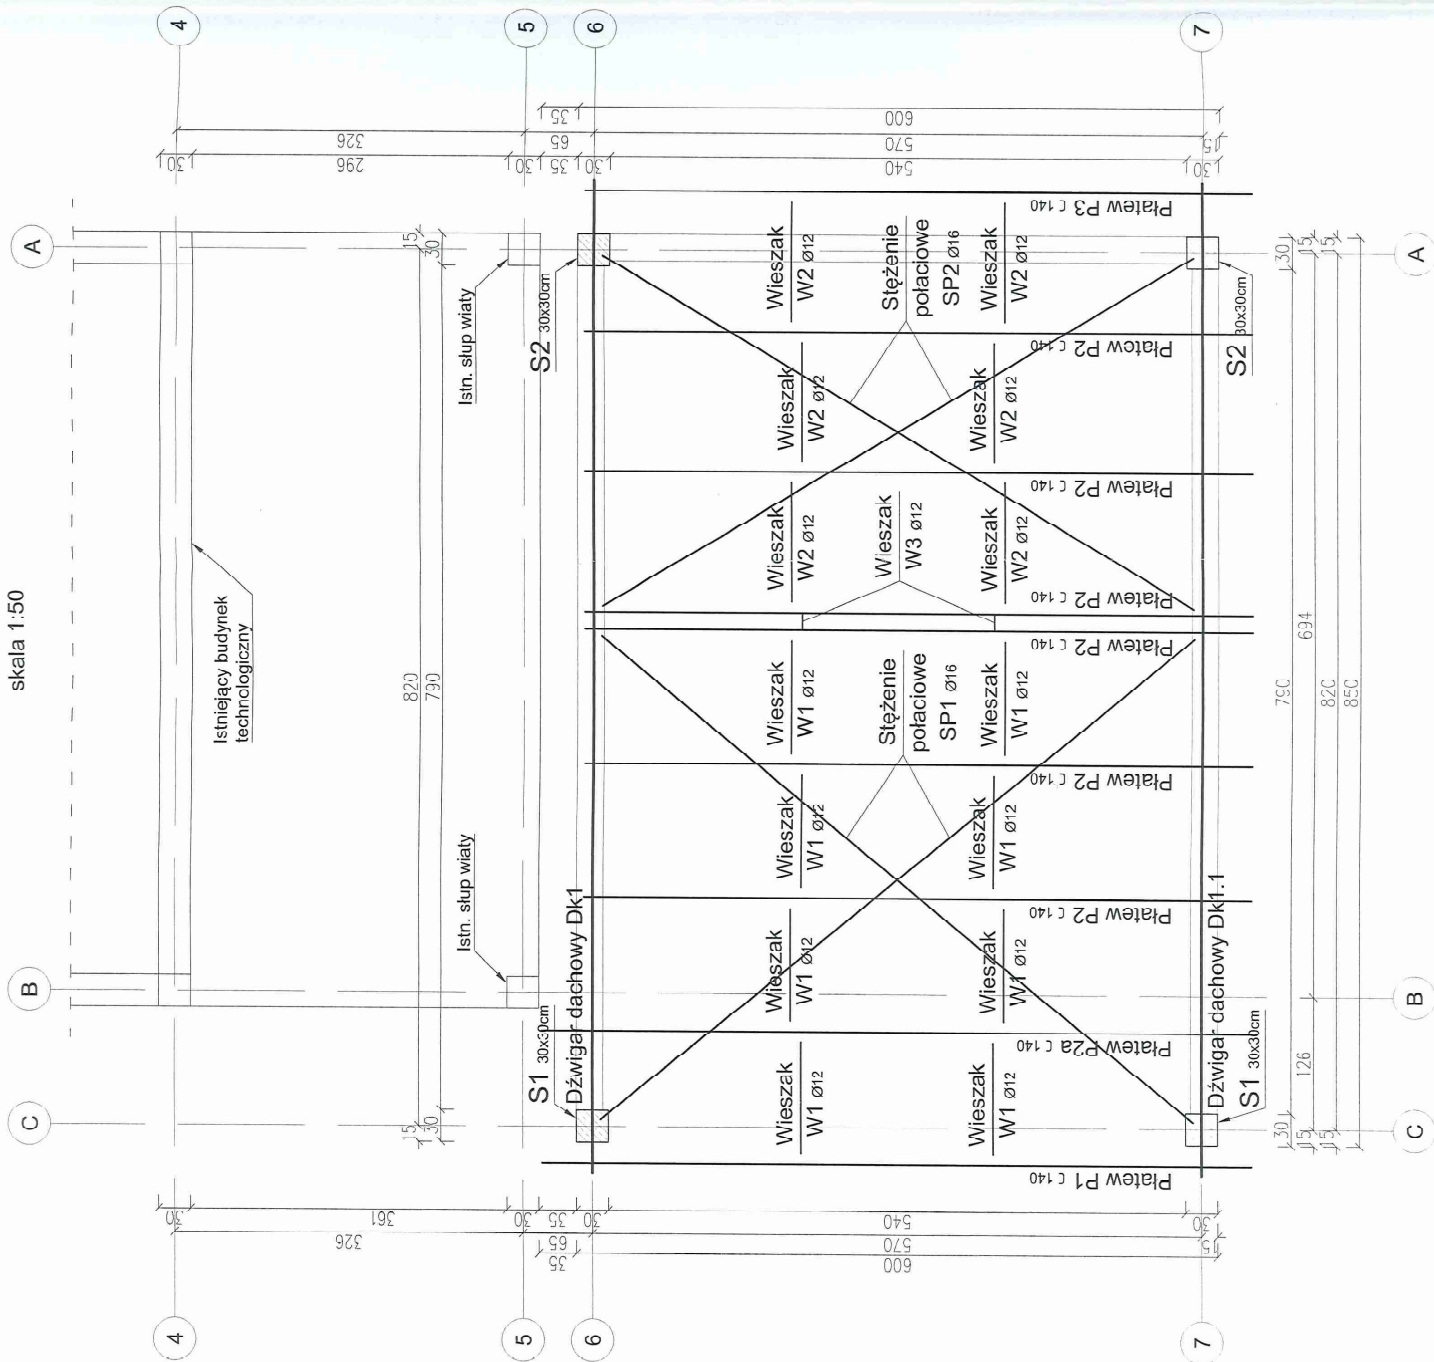 skala 1:50
4
5
6
7
35
600
326
65
570
15
30
296
30
35
30
540
30
A
15
30
Istn. słup wiaty
S2 30x30cm
Płatew P3 [ 140
Wieszak
W2 Ø12
Stężenie
połaciowe
SP2 Ø16
Wieszak
W2 Ø12
30
15
15
A
S2 30x30cm
Płatew P2 [ 140
Wieszak
W2 Ø12
Wieszak
W2 Ø12
Płatew P2 [ 140
Wieszak
W2 Ø12
Wieszak
W3 Ø12
Wieszak
W2 Ø12
Płatew P2 [ 140
Istniejący budynek
technologiczny
820
790
Płatew P2 [ 140
790
694
820
850
Wieszak
W1 Ø12
Stężenie
połaciowe
SP1 Ø16
Wieszak
W1 Ø12
Płatew P2 [ 140
Wieszak
W1 Ø12
Wieszak
W1 Ø12
Istn. słup wiaty
Dźwigar dachowy Dk1
Płatew P2 [ 140
Dźwigar dachowy Dk1.1
B
Wieszak
W1 Ø12
Wieszak
W1 Ø12
B
S1 30x30cm
Płatew P2a [ 140
S1 30x30cm
126
C
15
30
Wieszak
W1 Ø12
Wieszak
W1 Ø12
30
15
15
C
Płatew P1 [ 140
30
361
30
35
30
540
30
326
65
570
15
35
600
4
5
6
7